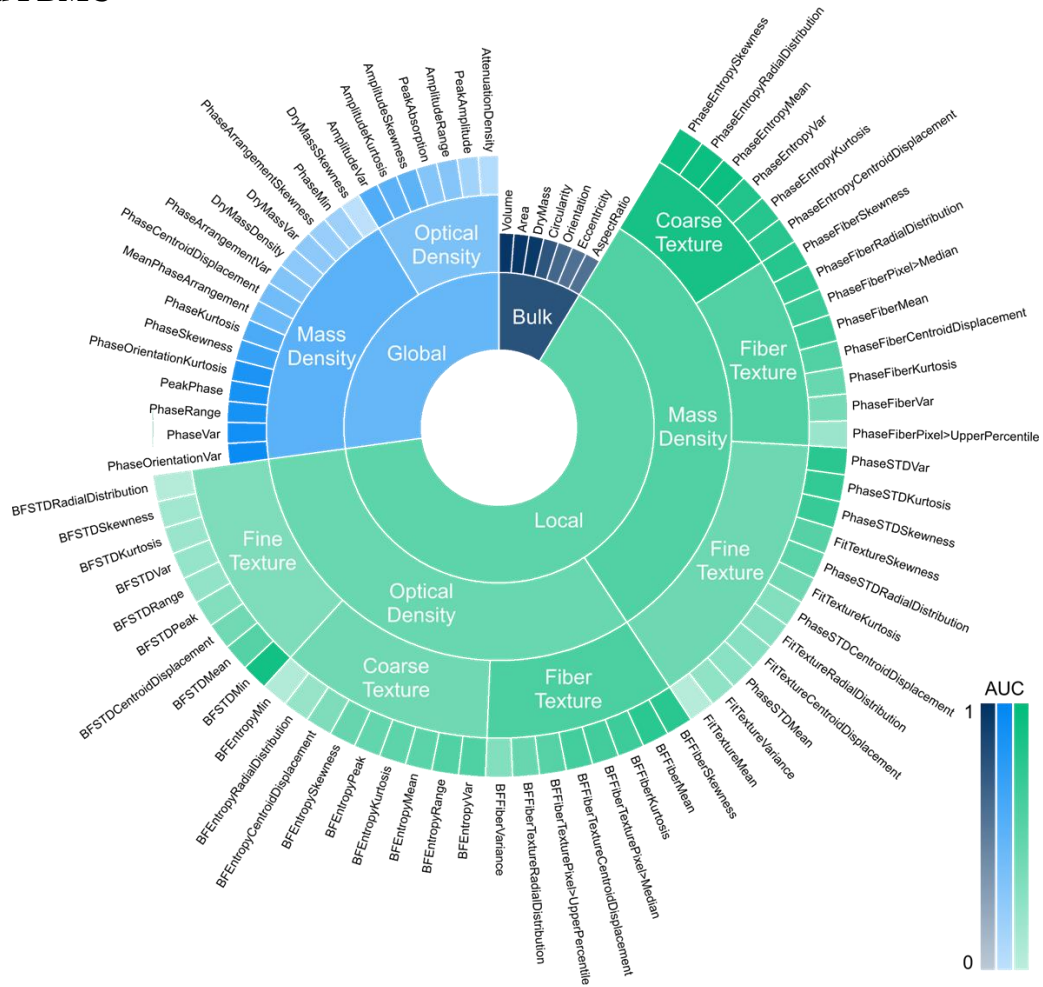 AttenuationDensity
PeakAmplitude
AmplitudeRange
PeakAbsorption
AmplitudeSkewness
AmplitudeKurtosis
AmplitudeVar
DryMassSkewness
PhaseMin
PhaseArrangementSkewness
DryMassVar
DryMassDensity
PhaseArrangementVar
PhaseCentroidDisplacement
MeanPhaseArrangement
PhaseKurtosis
PhaseSkewness
PhaseOrientationKurtosis
PeakPhase
PhaseRange
PhaseVar
PhaseOrientationVar
Volume
Area
DryMass
Circularity
Orientation
Eccentricity
AspectRatio
PhaseEntropySkewness
PhaseEntropyRadialDistribution
PhaseEntropyMean
PhaseEntropyVar
PhaseEntropyKurtosis
PhaseEntropyCentroidDisplacement
PhaseFiberSkewness
PhaseFiberRadialDistribution
PhaseFiberPixel>Median
PhaseFiberMean
PhaseFiberCentroidDisplacement
PhaseFiberKurtosis
PhaseFiberVar
PhaseFiberPixel>UpperPercentile
PhaseSTDVar
PhaseSTDKurtosis
PhaseSTDSkewness
FitTextureSkewness
PhaseSTDRadialDistribution
FitTextureKurtosis
PhaseSTDCentroidDisplacement
FitTextureRadialDistribution
FitTextureCentroidDisplacement
PhaseSTDMean
FitTextureVariance
FitTextureMean
BFFiberSkewness
BFFiberMean
BFFiberKurtosis
BFFiberTexturePixel>Median
BFFiberTextureCentroidDisplacement
BFFiberTexturePixel>UpperPercentile
BFFiberTextureRadialDistribution
BFFiberVariance
BFEntropyVar
BFEntropyRange
BFEntropyMean
BFEntropyKurtosis
BFEntropyPeak
BFEntropySkewness
BFEntropyCentroidDisplacement
BFEntropyRadialDistribution
BFEntropyMin
BFSTDMin
BFSTDMean
BFSTDCentroidDisplacement
BFSTDPeak
BFSTDRange
BFSTDVar
BFSTDKurtosis
BFSTDSkewness
BFSTDRadialDistribution
Optical
Density
Mass
Density
Global
Bulk
Coarse
Texture
Fiber
Texture
Mass
Density
Fine
Texture
Local
Optical
Density
Fine
Texture
Coarse
Texture
Fiber
Texture
AUC
1
0